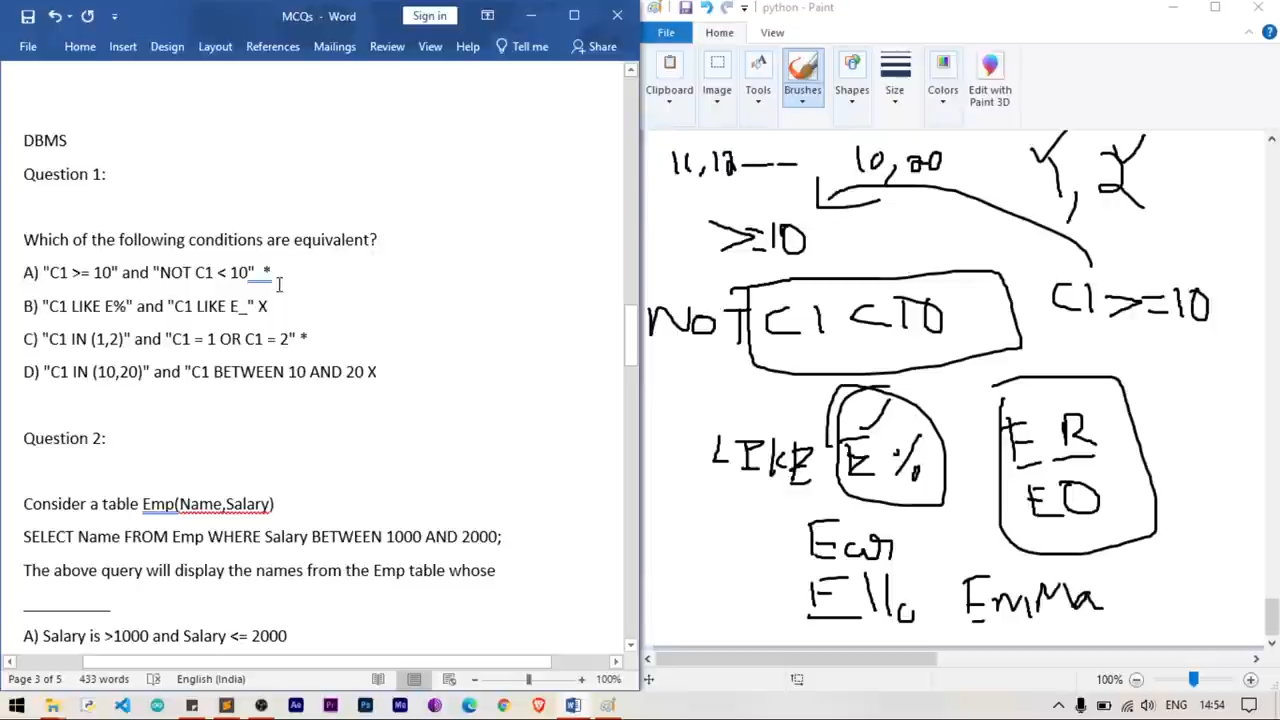 MCQs - Word
Sign in
File Home Insert Design Layout References Mailings Review View Help Tell me Share
DBMS
Question 1:
Which of the following conditions are equivalent?
A) "C1 >= 10" and "NOT C1 < 10" *
B) "C1 LIKE E%" and "C1 LIKE E_" X
C) "C1 IN (1,2)" and "C1 = 1 OR C1 = 2" *
D) "C1 IN (10,20)" and "C1 BETWEEN 10 AND 20 X
Question 2:
Consider a table Emp(Name,Salary)
SELECT Name FROM Emp WHERE Salary BETWEEN 1000 AND 2000;
The above query will display the names from the Emp table whose
__________
A) Salary is >1000 and Salary <= 2000
Page 3 of 5 433 words English (India) 100%
python - Paint
File Home View
Clipboard Image Tools Brushes Shapes Size Colors Edit with
Paint 3D
11,12--- 10,20
>=10
NOT C1 <10 C1>=10
LIKE E% ER
EO
Ear
Ello EmMa
100%
ENG 14:54